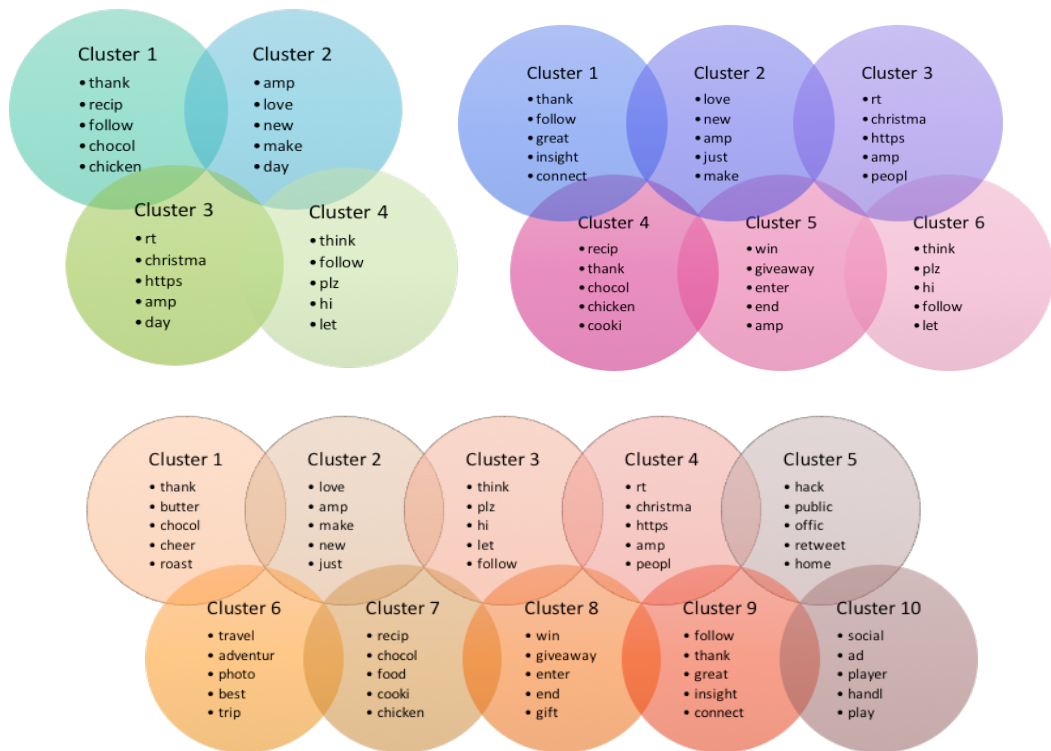 Cluster 1
• thank
• recip
• follow
• chocol
• chicken
Cluster 2
• amp
• love
• new
• make
• day
Cluster 3
• rt
• christma
• https
• amp
• day
Cluster 4
• think
• follow
• plz
• hi
• let
Cluster 1
• thank
• follow
• great
• insight
• connect
Cluster 2
• love
• new
• amp
• just
• make
Cluster 3
• rt
• christma
• https
• amp
• peopl
Cluster 4
• recip
• thank
• chocol
• chicken
• cooki
Cluster 5
• win
• giveaway
• enter
• end
• amp
Cluster 6
• think
• plz
• hi
• follow
• let
Cluster 1
• thank
• butter
• chocol
• cheer
• roast
Cluster 2
• love
• amp
• make
• new
• just
Cluster 3
• think
• plz
• hi
• let
• follow
Cluster 4
• rt
• christma
• https
• amp
• peopl
Cluster 5
• hack
• public
• offic
• retweet
• home
Cluster 6
• travel
• adventur
• photo
• best
• trip
Cluster 7
• recip
• chocol
• food
• cooki
• chicken
Cluster 8
• win
• giveaway
• enter
• end
• gift
Cluster 9
• follow
• thank
• great
• insight
• connect
Cluster 10
• social
• ad
• player
• handl
• play